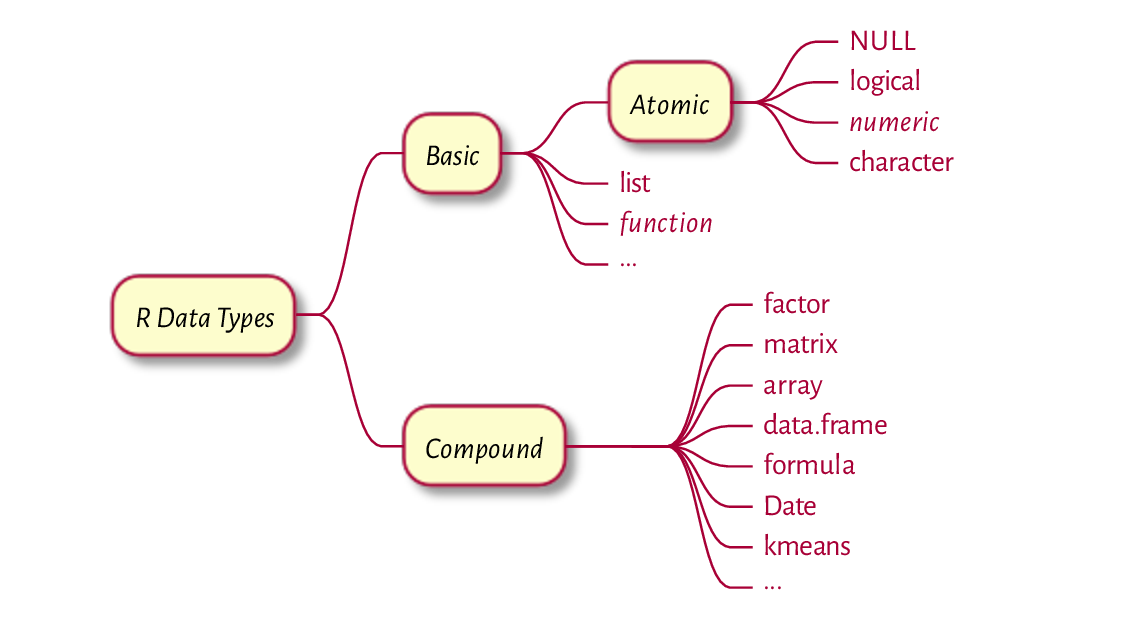 NULL
logical
Atomic
numeric
character
Basic
list
function
...
R Data Types
factor
matrix
array
data.frame
Compound
formula
Date
kmeans
...